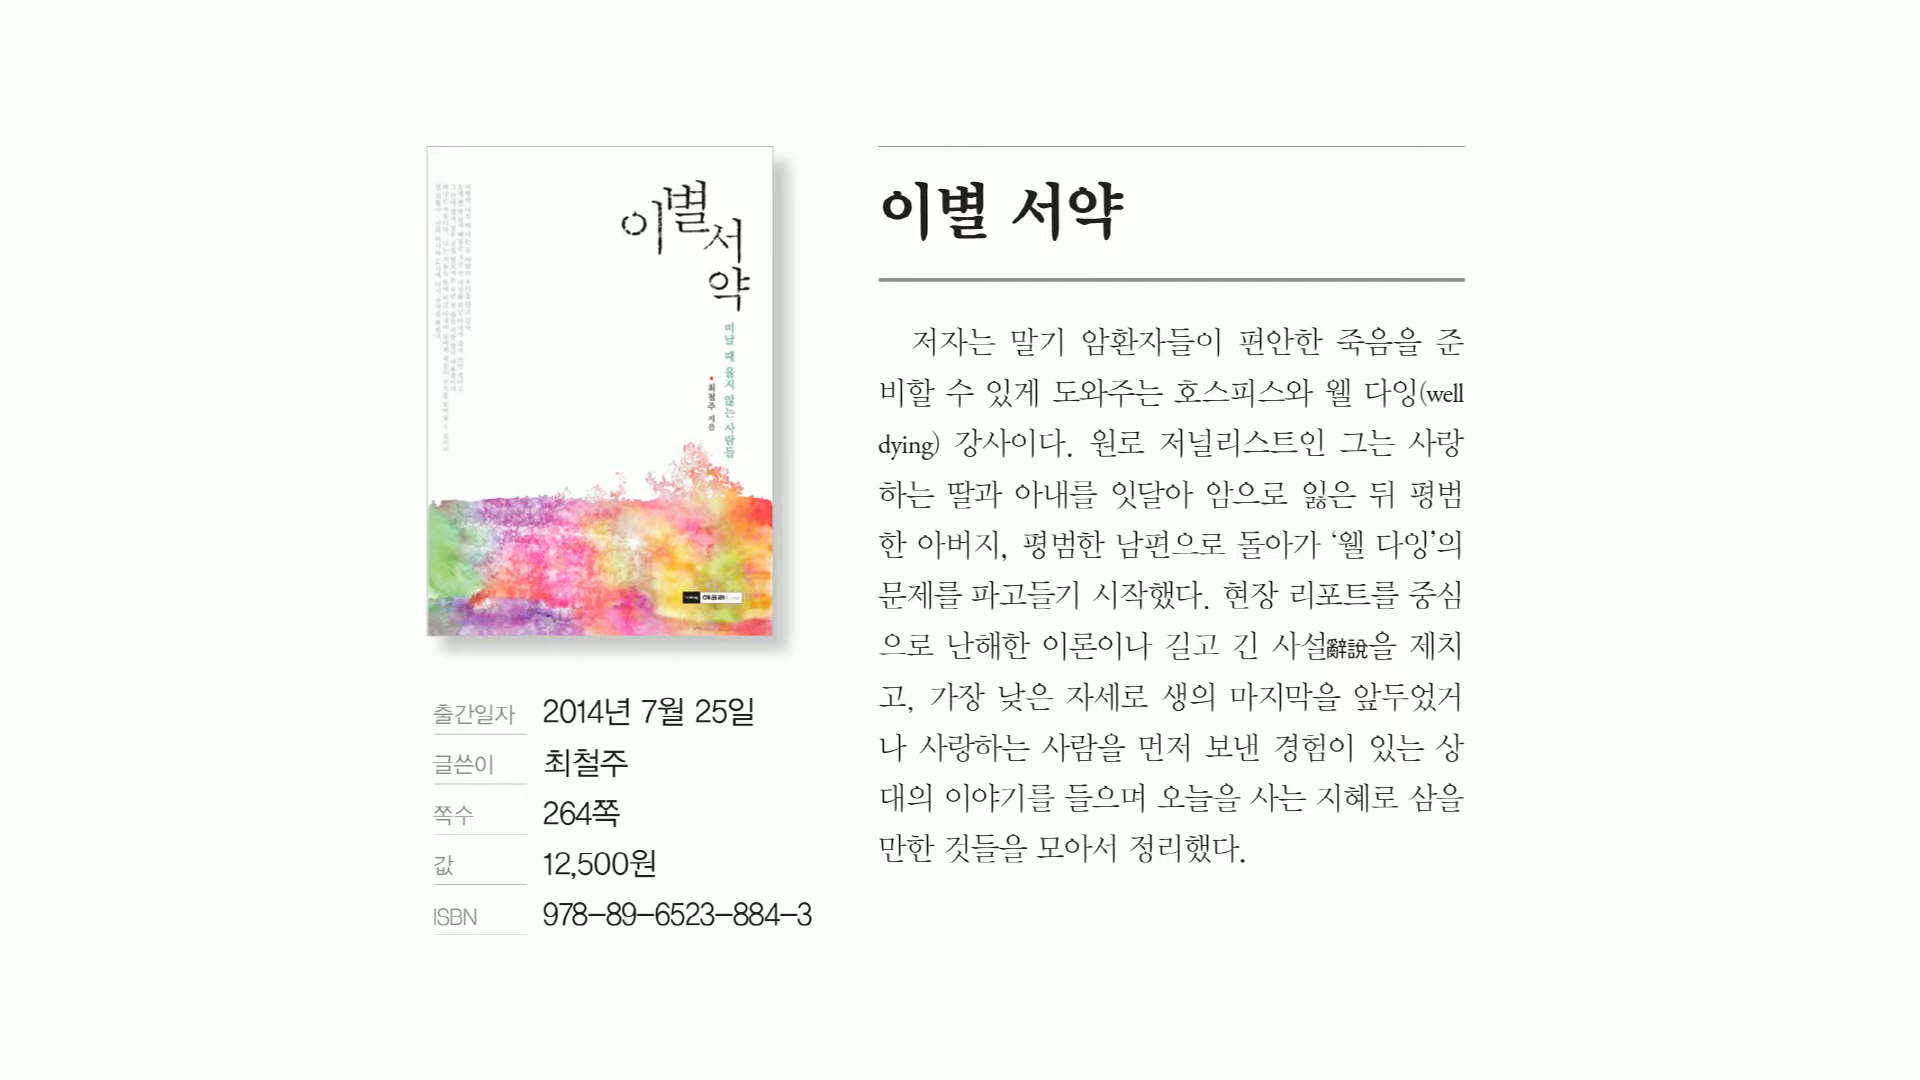 이별
서
약
떠날 때 울지 않는 사람들
최철주 지음
출간일자 2014년 7월 25일
글쓴이 최철주
쪽수 264쪽
값 12,500원
ISBN 978-89-6523-884-3
이별 서약
저자는 말기 암환자들이 편안한 죽음을 준
비할 수 있게 도와주는 호스피스와 웰 다잉(well
dying) 강사이다. 원로 저널리스트인 그는 사랑
하는 딸과 아내를 잇달아 암으로 잃은 뒤 평범
한 아버지, 평범한 남편으로 돌아가 ‘웰 다잉’의
문제를 파고들기 시작했다. 현장 리포트를 중심
으로 난해한 이론이나 길고 긴 사설辭說을 제치
고, 가장 낮은 자세로 생의 마지막을 앞두었거
나 사랑하는 사람을 먼저 보낸 경험이 있는 상
대의 이야기를 들으며 오늘을 사는 지혜로 삼을
만한 것들을 모아서 정리했다.